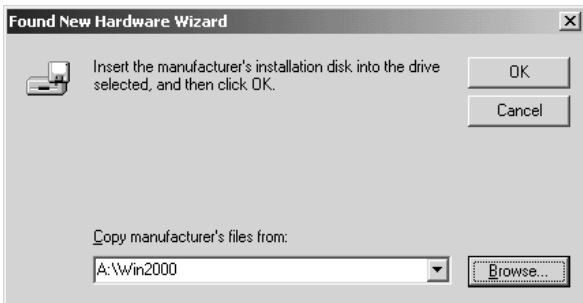 Found New Hardware Wizard
Insert the manufacturer's installation disk into the drive
selected, and then click OK.
OK
Cancel
Copy manufacturer's files from:
A:\Win2000
Browse...